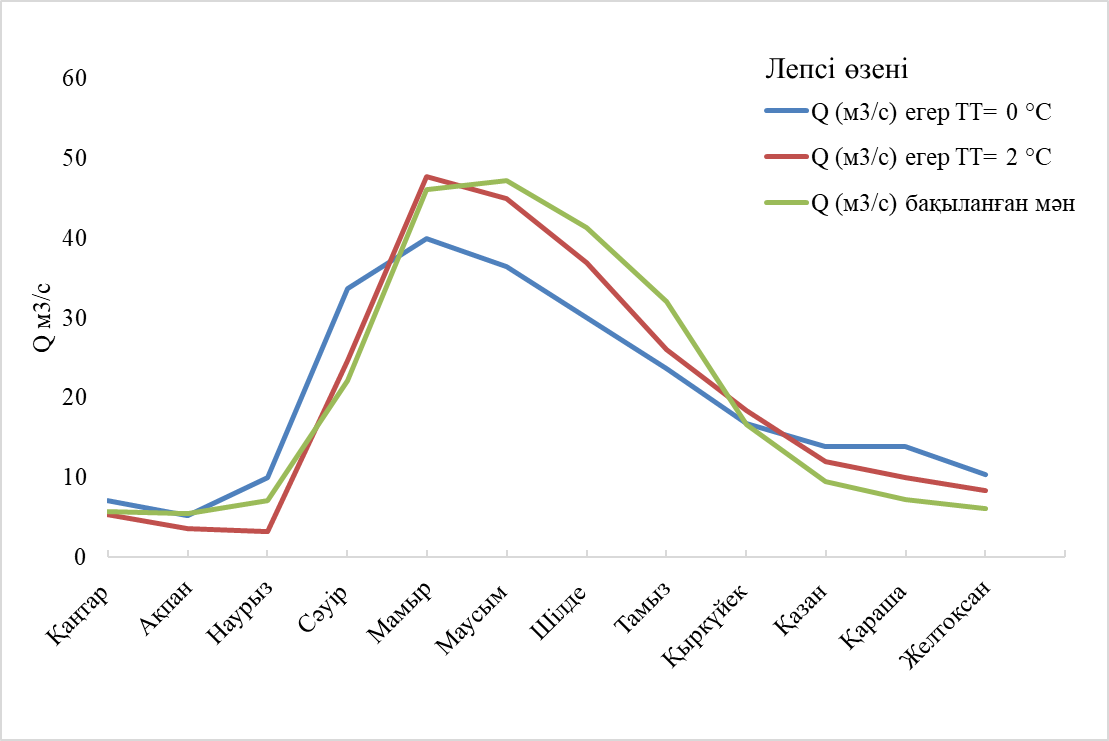 Лепсі өзені
Q (м3/с) егер ТТ= 0 °C
Q (м3/с) егер ТТ= 2 °C
Q (м3/с) бақыланған мән
Q м3/с
60
50
40
30
20
10
0
Қантар
Ақпан
Наурыз
Сәуір
Мамыр
Маусым
Шілде
Тамыз
Қыркүйек
Қазан
Қараша
Желтоқсан